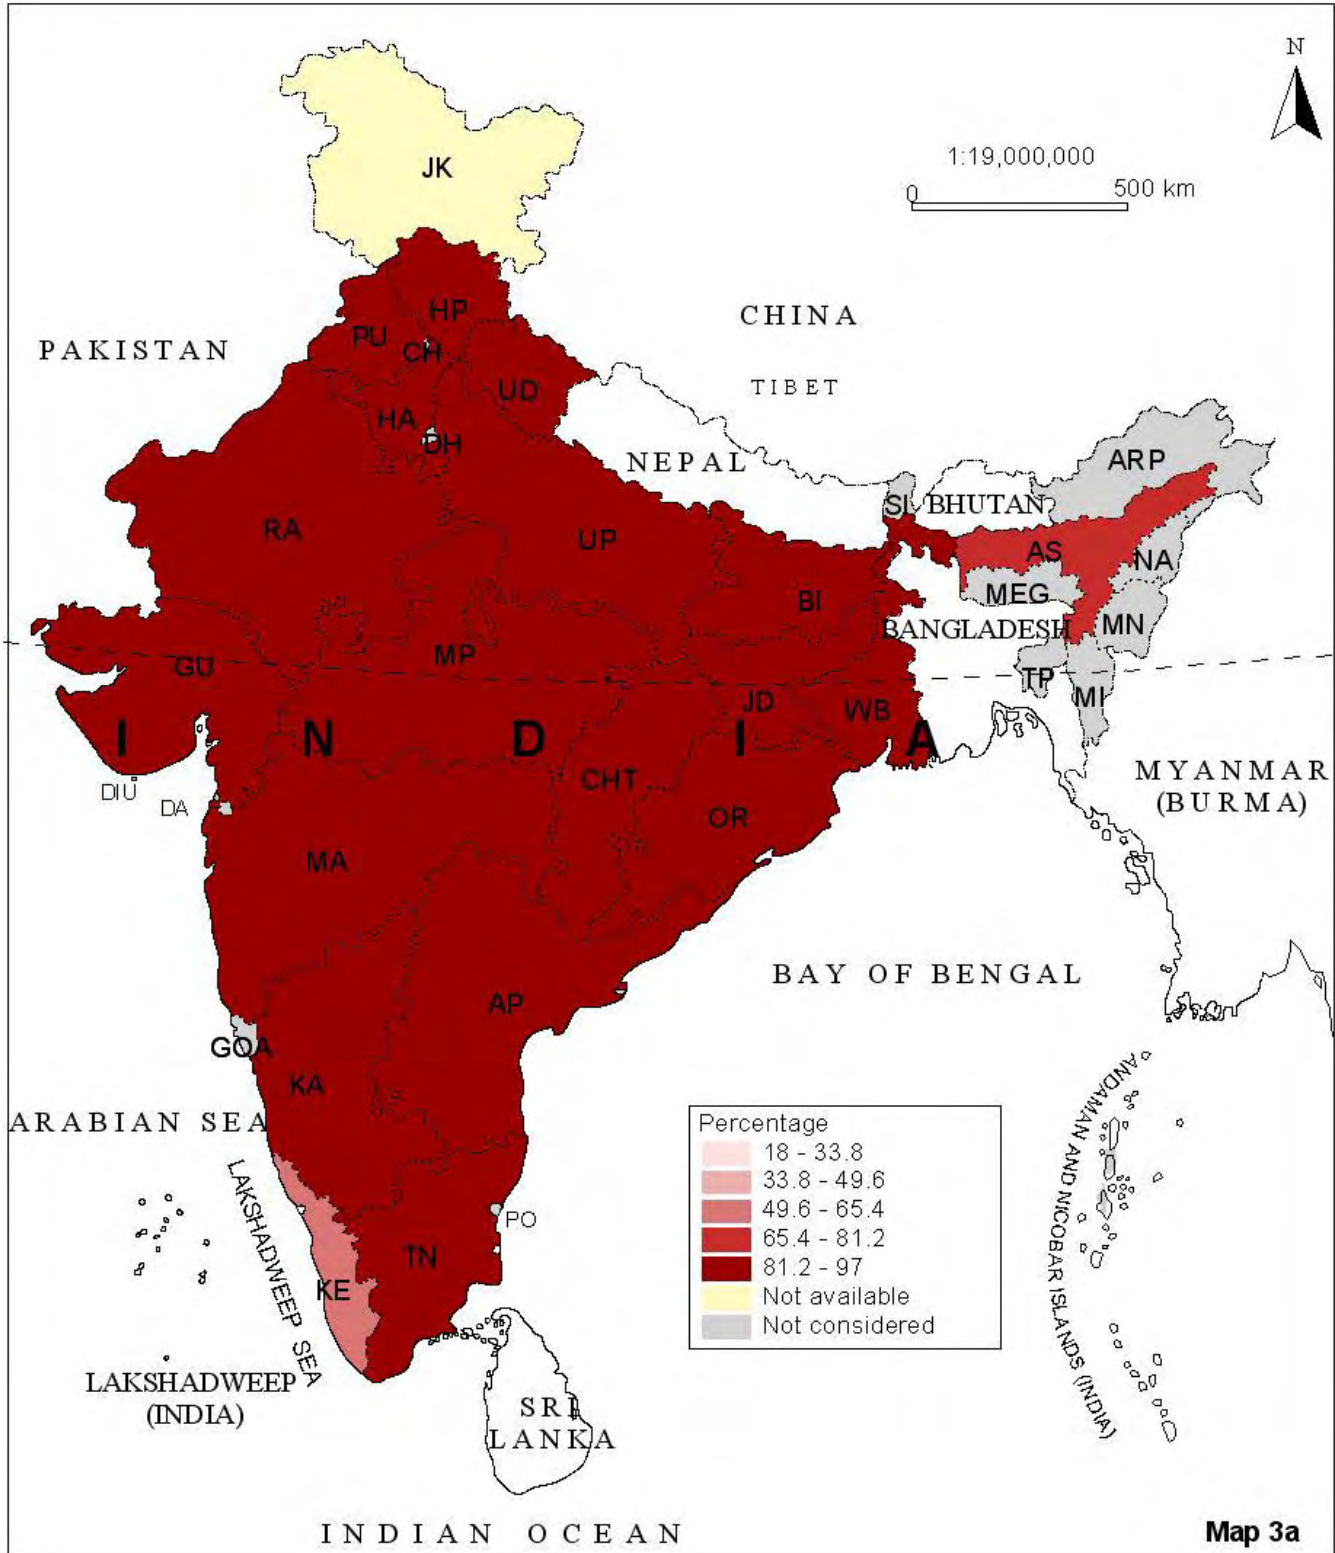 N
JK
1:19,000,000
0 500 km
HP
CHINA
PU
CH
PAKISTAN
TIBET
UD
HA
DH
NEPAL
ARP
SI
BHUTAN
RA
UP
AS
NA
MEG
BI
BANGLADESH
MN
GU
MP
TP
MI
JD
WB
I N D I A
CHT
MYANMAR
(BURMA)
DIU
DA
OR
MA
BAY OF BENGAL
AP
GOA
KA
ANDAMAN AND NICOBAR ISLANDS (INDIA)
ARABIAN SEA
Percentage
18 - 33.8
33.8 - 49.6
49.6 - 65.4
65.4 - 81.2
81.2 - 97
Not available
Not considered
LAKSHADWEEP SEA
PO
TN
KE
LAKSHADWEEP
(INDIA)
SRI
LANKA
INDIAN OCEAN
Map 3a